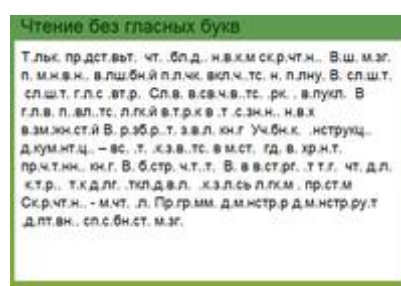 Чтение без гласных букв
Т.льк. пр.дст.вьт. чт. .бл.д.. н.в.к.м ск.р.чт.н.. В.ш. м.зг.
п. м.н.в.н.. в.лш.бн.й п.л.чк. вкл.ч..тс. н. п.лну. В. сл.ш.т.
сл.ш.т. г.л.с .вт.р. Сл.в. в.св.ч.в..тс. .рк. . в.пукл. В
г.л.в. п..вл..тс. л.гк.й в.т.р.к в .т .с.зн.н.. н.в.х
в.зм.жн.ст.й В. р.зб.р..т. з.в.л. кн.г Уч.бн.к. .нструкц..
д.кум.нт.ц.. – вс. .т. .к.з.в..тс. в м.ст. гд. в. хр.н.т.
пр.ч.т.нн.. кн.г. В. б.стр. ч.т..т. В. в в.ст.рг. .т т.г. чт. д.л.
к.т.р.. т.к д.лг. .ткл.д.в.л. .к.з.л.сь л.гк.м . пр.ст.м
Ск.р.чт.н.. - м.чт. .л. Пр.гр.мм. д.м.нстр.р д.м.нстр.ру.т
.д.пт.вн.. сп.с.бн.ст. м.зг.